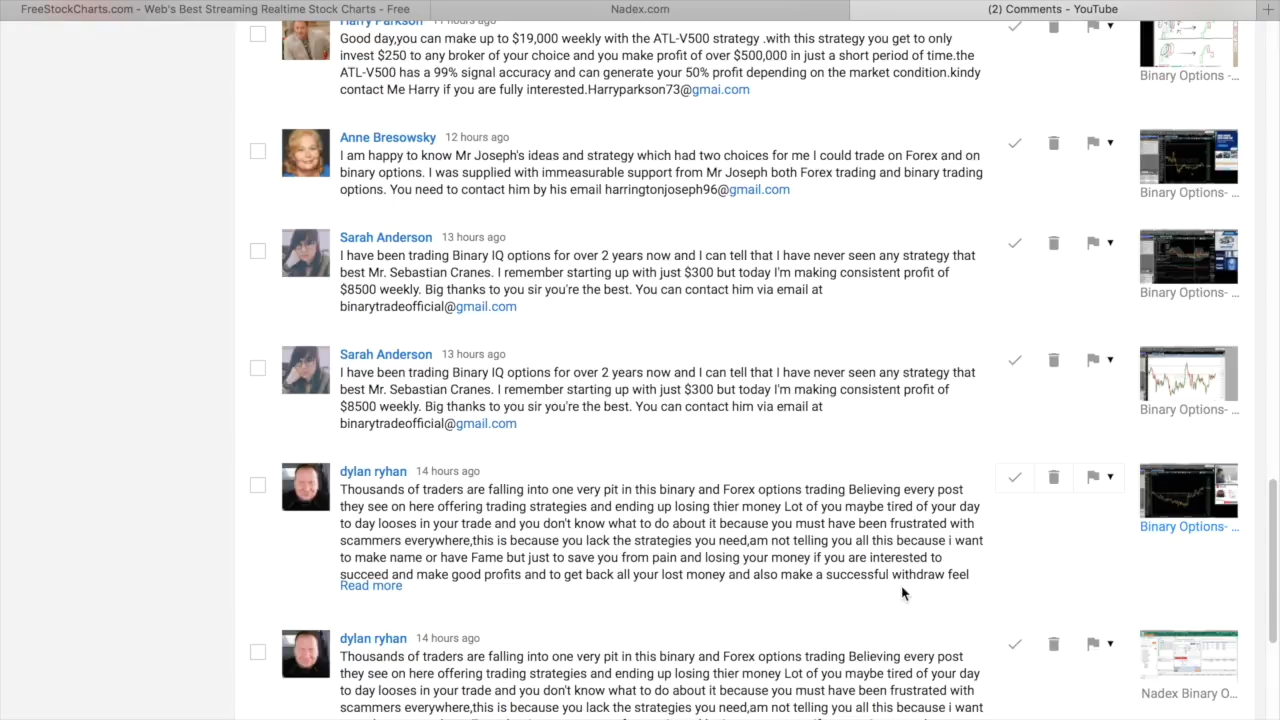 FreeStockCharts.com - Web's Best Streaming Realtime Stock Charts - Free
Nadex.com
(2) Comments - YouTube
Harry Parkson 11 hours ago
Good day,you can make up to $19,000 weekly with the ATL-V500 strategy .with this strategy you get to only
invest $250 to any broker of your choice and you make profit of over $500,000 in just a short period of time.the
ATL-V500 has a 99% signal accuracy and can generate your 50% profit depending on the market condition.kindy
contact Me Harry if you are fully interested.Harryparkson73@gmai.com
Binary Options - ...
Anne Bresowsky 12 hours ago
I am happy to know Mr Joseph's ideas and strategy which had two choices for me I could trade on Forex and on
binary options. I was supplied with immeasurable support from Mr Joseph both Forex trading and binary trading
options. You need to contact him by his email harringtonjoseph96@gmail.com
Binary Options- ...
Sarah Anderson 13 hours ago
I have been trading Binary IQ options for over 2 years now and I can tell that I have never seen any strategy that
best Mr. Sebastian Cranes. I remember starting up with just $300 but today I'm making consistent profit of
$8500 weekly. Big thanks to you sir you're the best. You can contact him via email at
binarytradeofficial@gmail.com
Binary Options- ...
Sarah Anderson 13 hours ago
I have been trading Binary IQ options for over 2 years now and I can tell that I have never seen any strategy that
best Mr. Sebastian Cranes. I remember starting up with just $300 but today I'm making consistent profit of
$8500 weekly. Big thanks to you sir you're the best. You can contact him via email at
binarytradeofficial@gmail.com
Binary Options- ...
dylan ryhan 14 hours ago
Thousands of traders are falling into one very pit in this binary and Forex options trading Believing every post
they see on here offering trading strategies and ending up losing thier money Lot of you maybe tired of your day
to day looses in your trade and you don't know what to do about it because you must have been frustrated with
scammers everywhere,this is because you lack the strategies you need,am not telling you all this because i want
to make name or have Fame but just to save you from pain and losing your money if you are interested to
succeed and make good profits and to get back all your lost money and also make a successful withdraw feel
Read more
Binary Options- ...
dylan ryhan 14 hours ago
Thousands of traders are falling into one very pit in this binary and Forex options trading Believing every post
they see on here offering trading strategies and ending up losing thier money Lot of you maybe tired of your day
to day looses in your trade and you don't know what to do about it because you must have been frustrated with
scammers everywhere,this is because you lack the strategies you need,am not telling you all this because i want
Nadex Binary O...